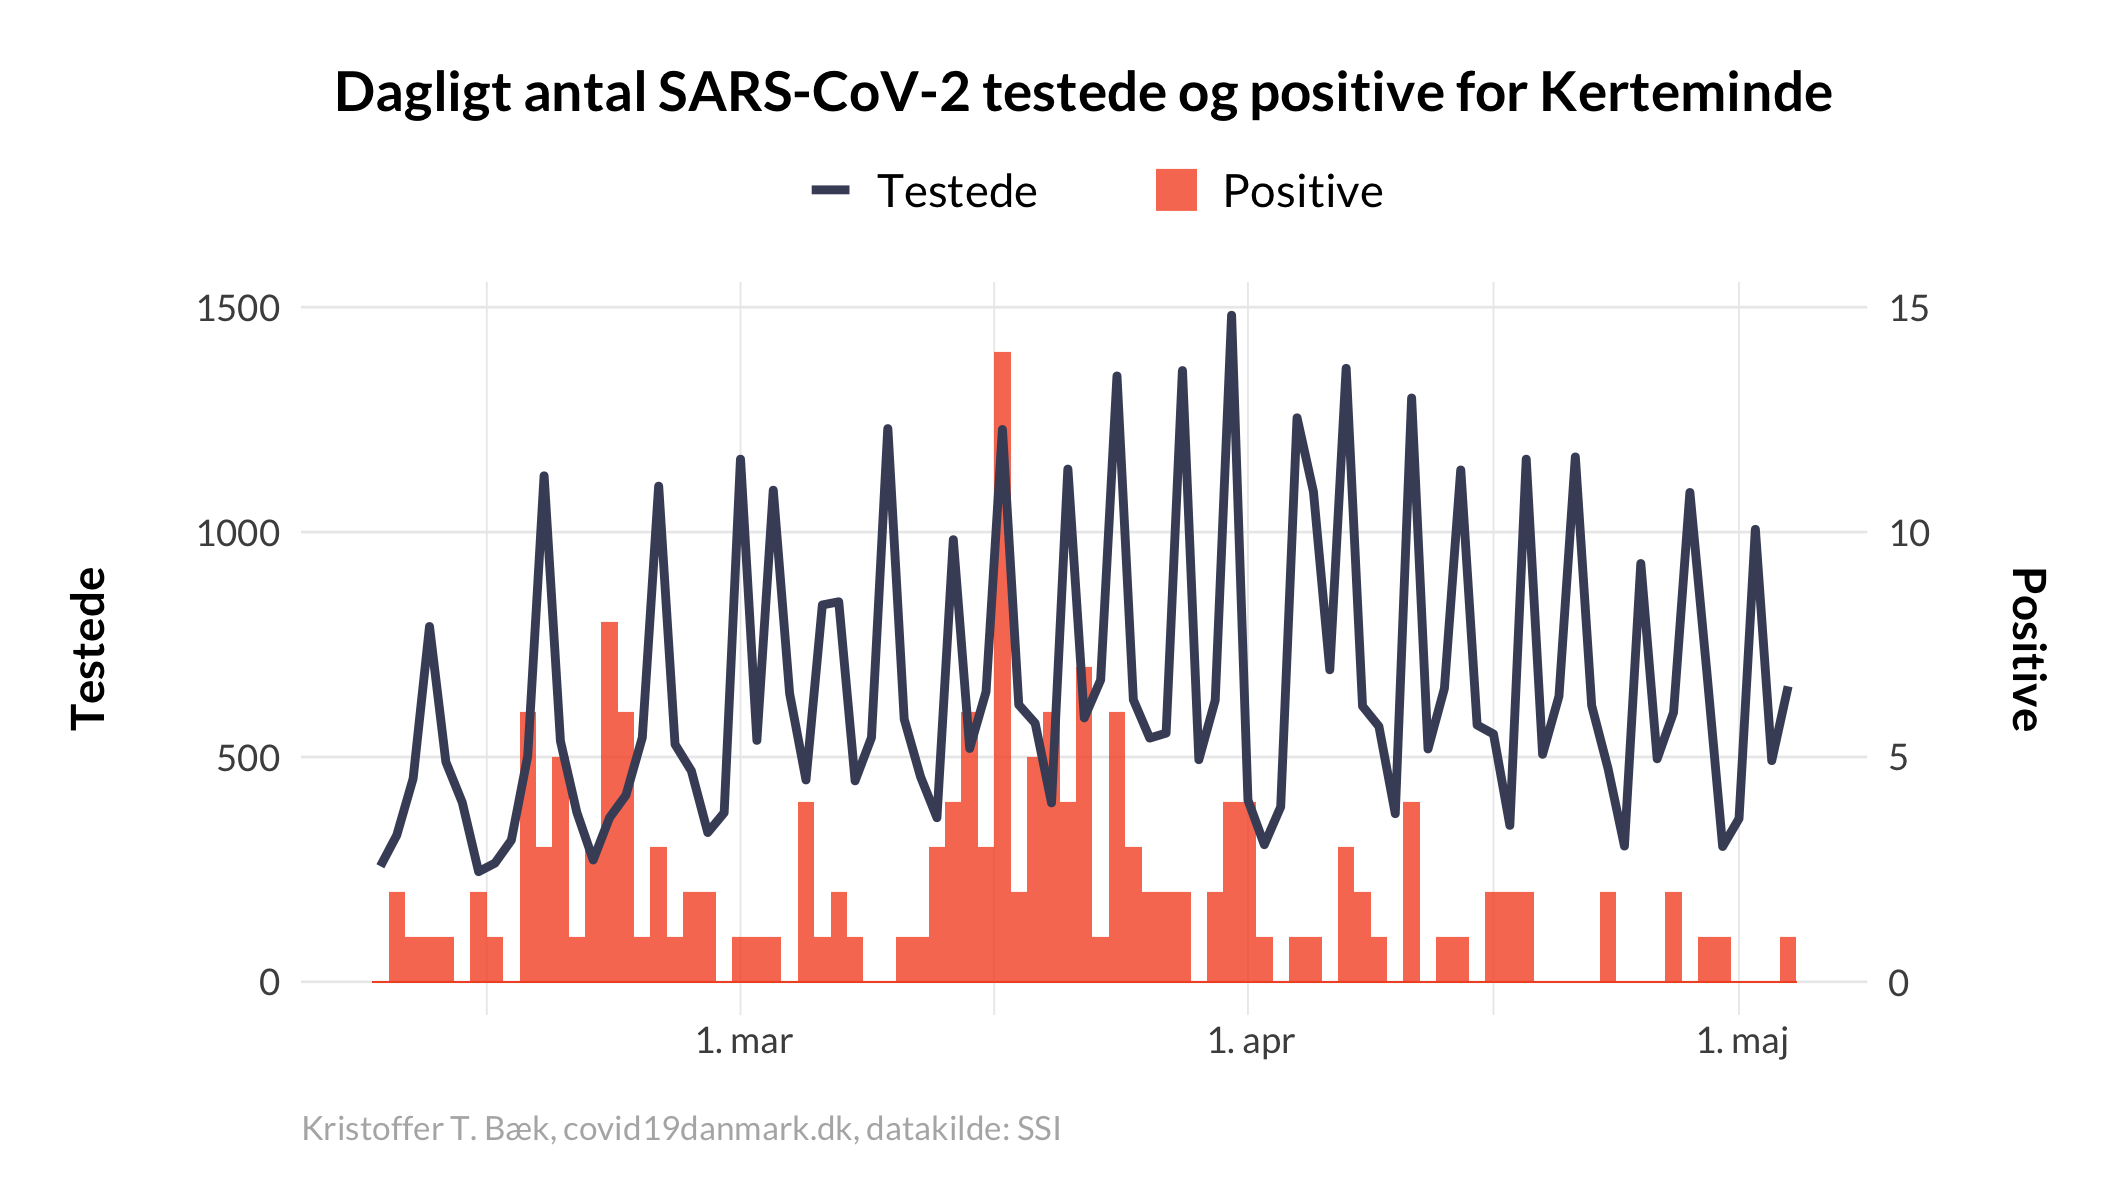 Dagligt antal SARS-CoV-2 testede og positive for Kerteminde
Testede
Positive
1500
1000
500
0
15
10
5
0
Testede
Positive
1. mar
1. apr
1. maj
Kristoffer T. Bæk, covid19danmark.dk, datakilde: SSI